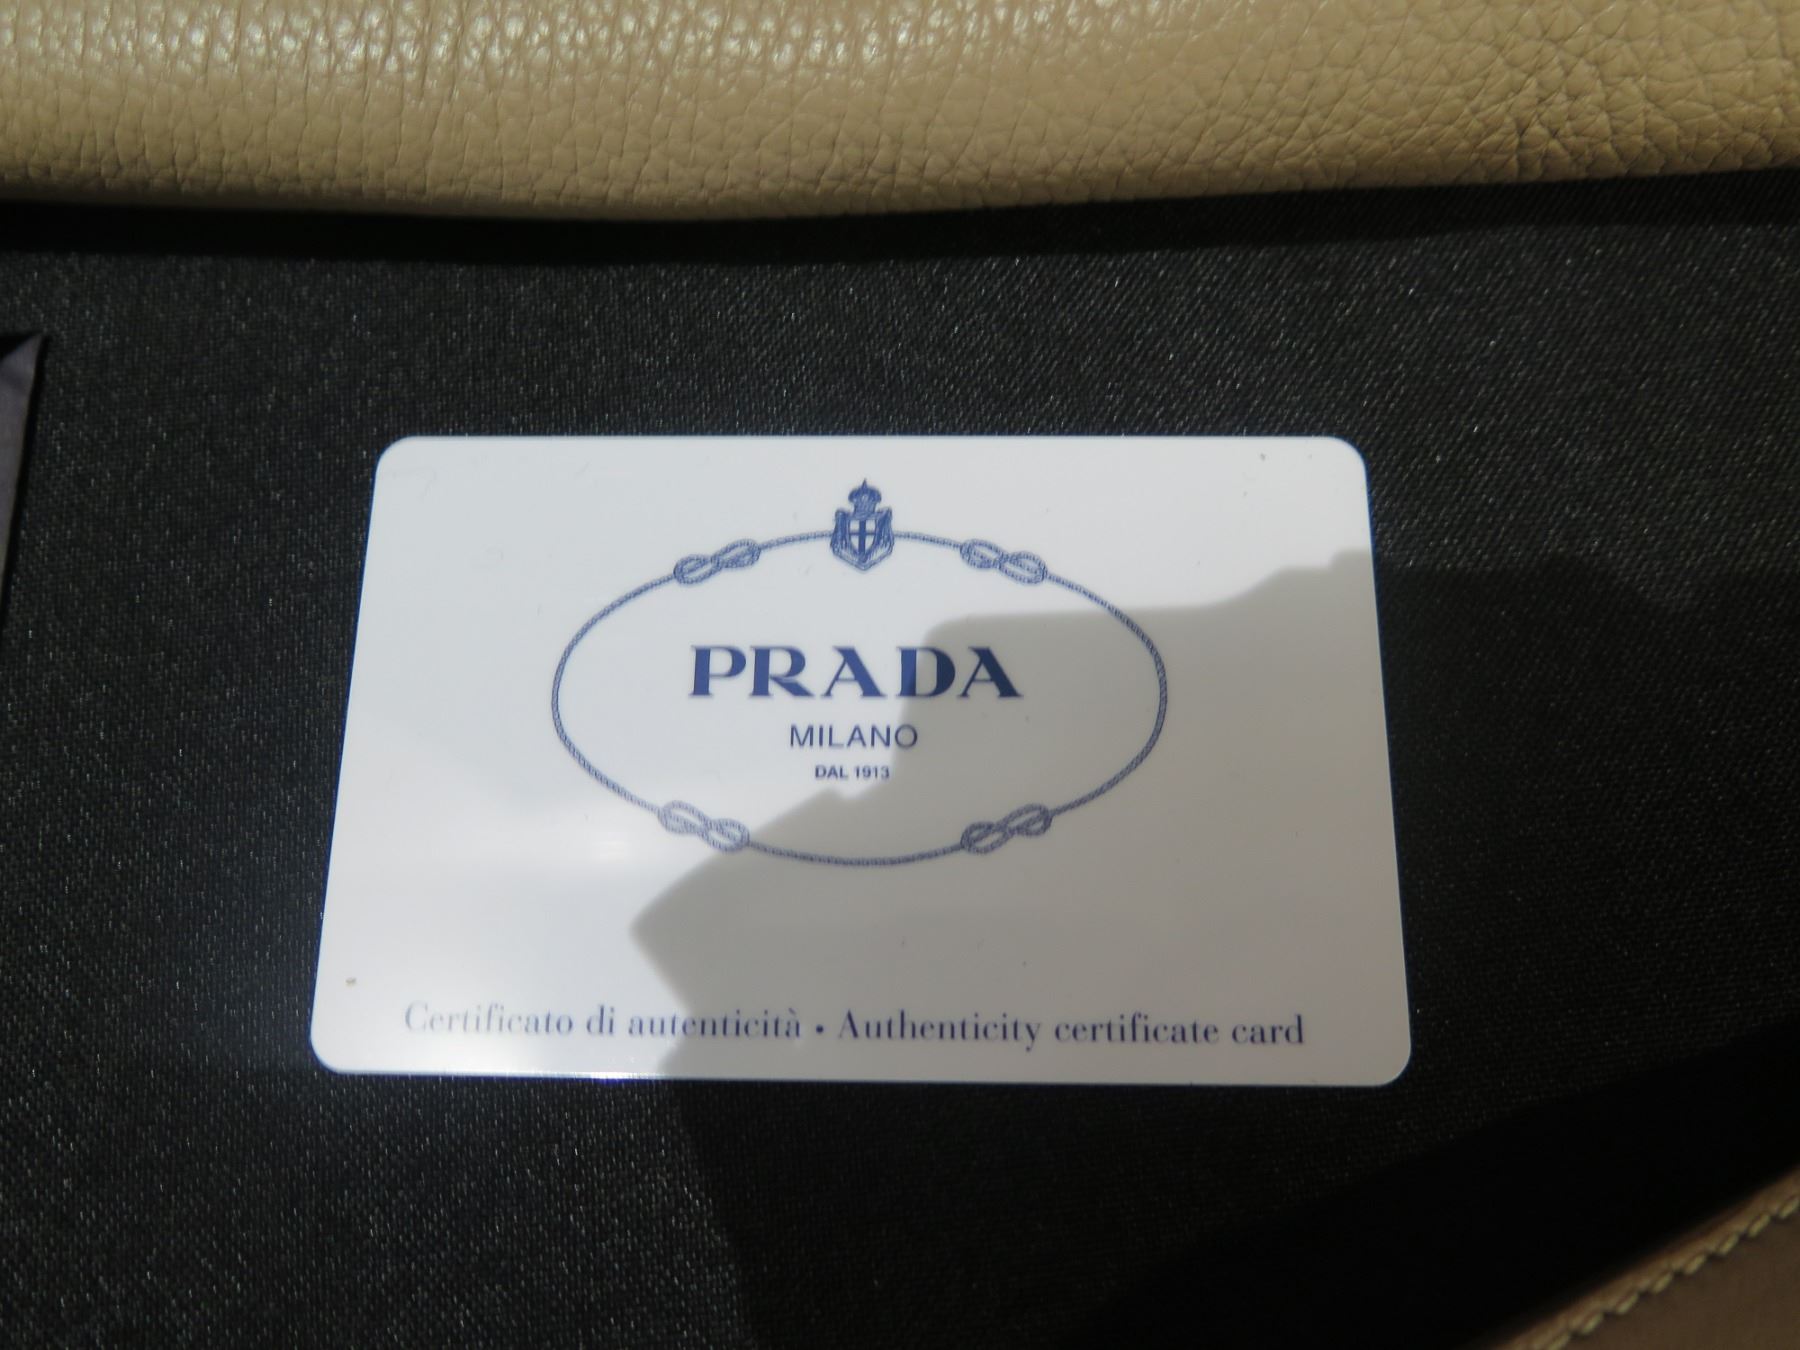 PRADA
MILANO
DAL 1913
Certificato di autenticità • Authenticity certificate card